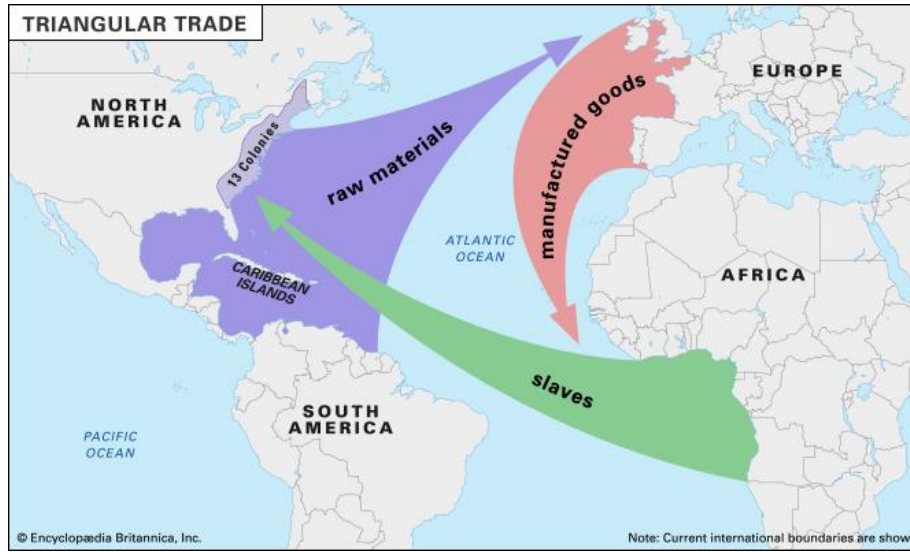 TRIANGULAR TRADE
NORTH
AMERICA
13 Colonies
raw materials
manufactured goods
EUROPE
ATLANTIC
OCEAN
CARIBBEAN
ISLANDS
AFRICA
slaves
SOUTH
AMERICA
PACIFIC
OCEAN
© Encyclopædia Britannica, Inc.
Note: Current international boundaries are show